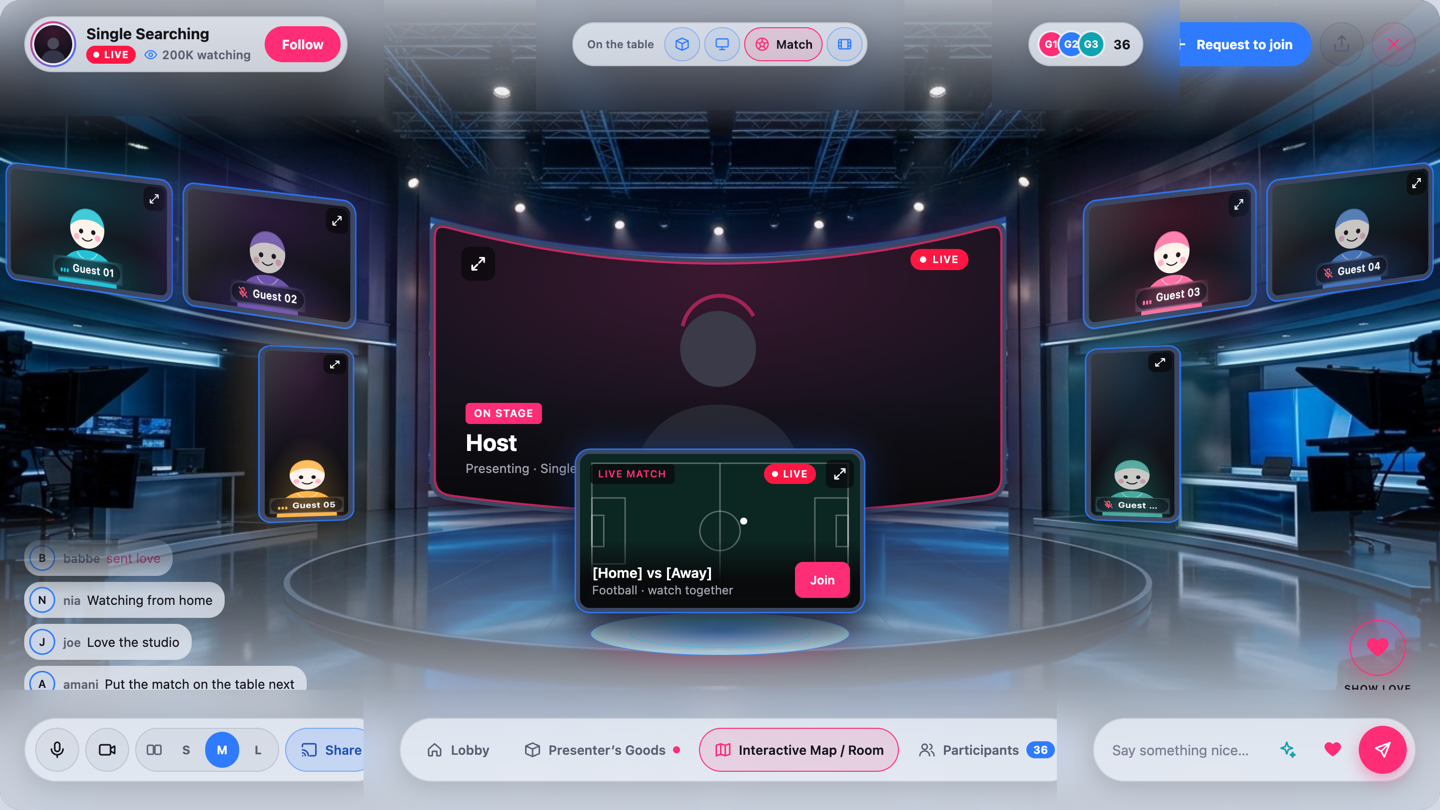 Single Searching
LIVE
200K watching
Follow
On the table
Match
G1 G2 G3
36
Request to join
Guest 01
Guest 02
Guest 03
Guest 04
LIVE
ON STAGE
Host
Presenting · Single
Guest 05
Guest ...
LIVE MATCH
LIVE
[Home] vs [Away]
Football · watch together
Join
B babbe sent love
N nia Watching from home
J joe Love the studio
A amani Put the match on the table next
SHOW LOVE
S
M
L
Share
Lobby
Presenter’s Goods
Interactive Map / Room
Participants 36
Say something nice...